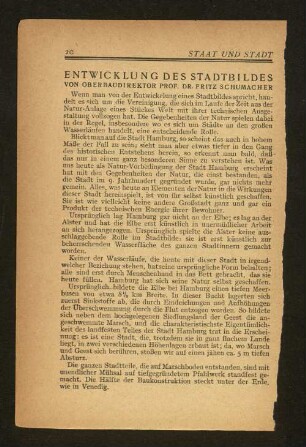 20 STAAT UND STADT
ENTWICKLUNG DES STADTBILDES
VON OBERBAUDIREKTOR PROF. DR. FRITZ SCHUMACHER
Wenn man von der Entwicklung eines Stadtbildes spricht, handelt
es sich um die Vereinigung, die sich im Laufe der Zeit aus der
Natur-Anlage eines Stückes Welt mit ihrer technischen Ausgestaltung
vollzogen hat. Die Gegebenheiten der Natur spielen dabei
in der Regel, insbesondere wo es sich um Städte an den großen
Wasserläufen handelt, eine entscheidende Rolle.
Blickt man auf die Stadt Hamburg, so scheint das auch in hohem
Maße der Fall zu sein; sieht man aber etwas tiefer in den Gang
des historischen Entstehens herein, so erkennt man bald, daß
das nur in einem ganz besonderen Sinne zu verstehen ist. Was
uns heute als Natur-Vorbedingung der Stadt Hamburg erscheint
hat mit den Gegebenheiten der Natur, die einst bestanden, als
die Stadt im 9. Jahrhundert gegründet wurde, gar nichts mehr
gemein. Alles, was heute an Elementen der Natur in die Wirkungen
dieser Stadt hereinspielt, ist von ihr selbst künstlich geschaffen.
Sie ist wie vielleicht keine andere Großstadt ganz und gar ein
Produkt der technischen Energie ihrer Bewohner.
Ursprünglich lag Hamburg gar nicht an der Elbe; es lag an der
Alster und hat die Elbe erst künstlich in unermüdlicher Arbeit
an sich herangezogen. Ursprünglich spielte die Alster keine ausschlaggebende
Rolle im Stadtbilde; sie ist erst künstlich zur
beherrschenden Wasserfläche des ganzen Stadtinnern gemacht
worden.
Keiner der Wasserläufe, die heute mit dieser Stadt in irgendwelcher
Beziehung stehen, hat seine ursprüngliche Form behalten;
alle sind erst durch Menschenhand in ihr Bett gebracht, das sie
heute füllen. Hamburg hat sich seine Natur selbst geschaffen.
Ursprünglich bildete die Elbe bei Hamburg einen tiefen Meerbusen
von etwa 8½ km Breite. In dieser Bucht lagerten sich
zuerst Sinkstoffe ab, die durch Eindeichungen und Aufhöhungen
der Überschwemmung durch die Flut entzogen wurden. So bildete
sich neben dem hochgelegenen Siedlungsland der Geest die angeschwemmte
Marsch, und die charakteristischste Eigentümlichkeit
des landfesten Teiles der Stadt Hamburg trat in die Erscheinung:
es ist eine Stadt, die, trotzdem sie in ganz flachem Lande
liegt, in zwei verschiedenen Höhenlagen erbaut ist; da, wo Marsch
und Geest sich berühren, stoßen wir auf einen jähen ca. 5 m tiefen
Absturz.
Die ganzen Stadtteile, die auf Marschboden entstanden, sind mit
unendlicher Mühsal auf tiefgegründetem Pfahlwerk standfest gemacht.
Die Hälfte der Baukonstruktion steckt unter der Erde,
wie in Venedig.